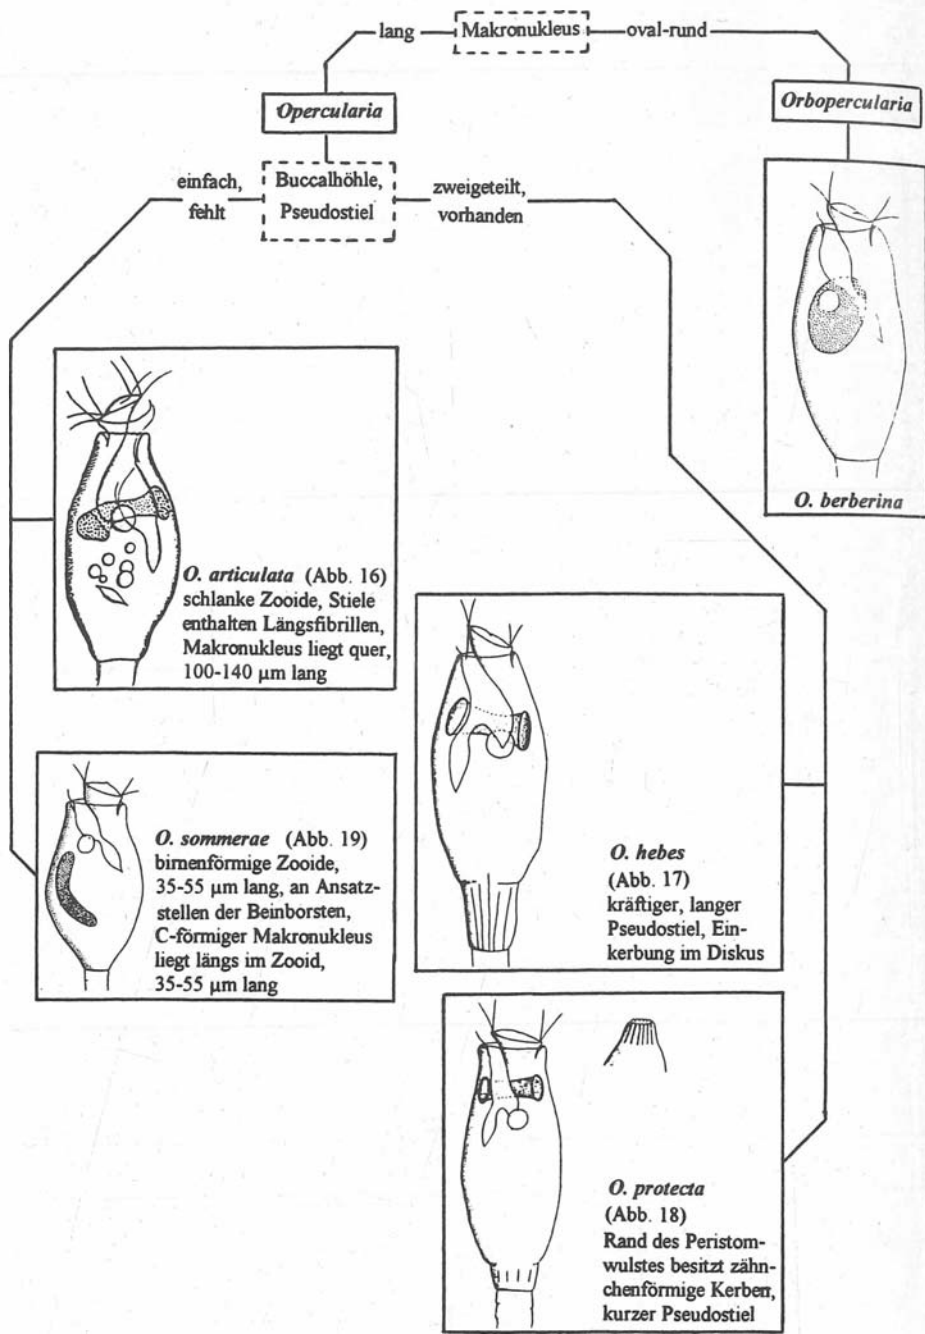 lang
Makronukleus
oval-rund
Opercularia
Orbopercularia
einfach,
fehlt
Buccalhöhle,
Pseudostiel
zweigeteilt,
vorhanden
O. berberina
O. articulata (Abb. 16)
schlanke Zooide, Stiele
enthalten Längsfibrillen,
Makronukleus liegt quer,
100-140 µm lang
O. sommerae (Abb. 19)
birnenförmige Zooide,
35-55 µm lang, an Ansatz-
stellen der Beinborsten,
C-förmiger Makronukleus
liegt längs im Zooid,
35-55 µm lang
O. hebes
(Abb. 17)
kräftiger, langer
Pseudostiel, Ein-
kerbung im Diskus
O. protecta
(Abb. 18)
Rand des Peristom-
wulstes besitzt zähn-
chenförmige Kerben,
kurzer Pseudostiel